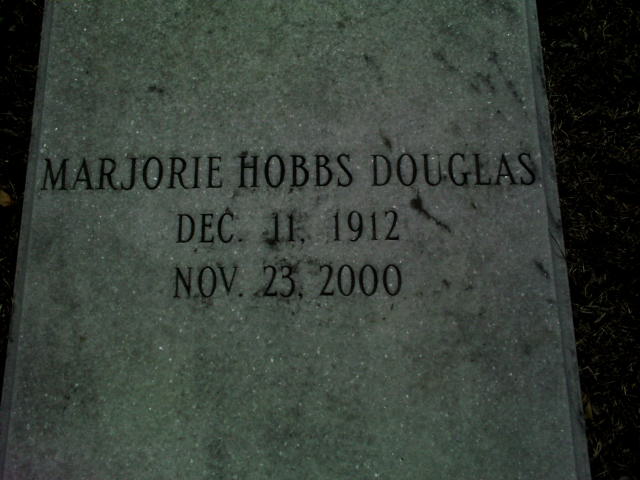 MARJORIE HOBBS DOUGLAS
DEC. 11, 1912
NOV. 23, 2000